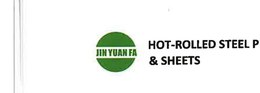 JIN YUAN FA
HOT-ROLLED STEEL P
& SHEETS